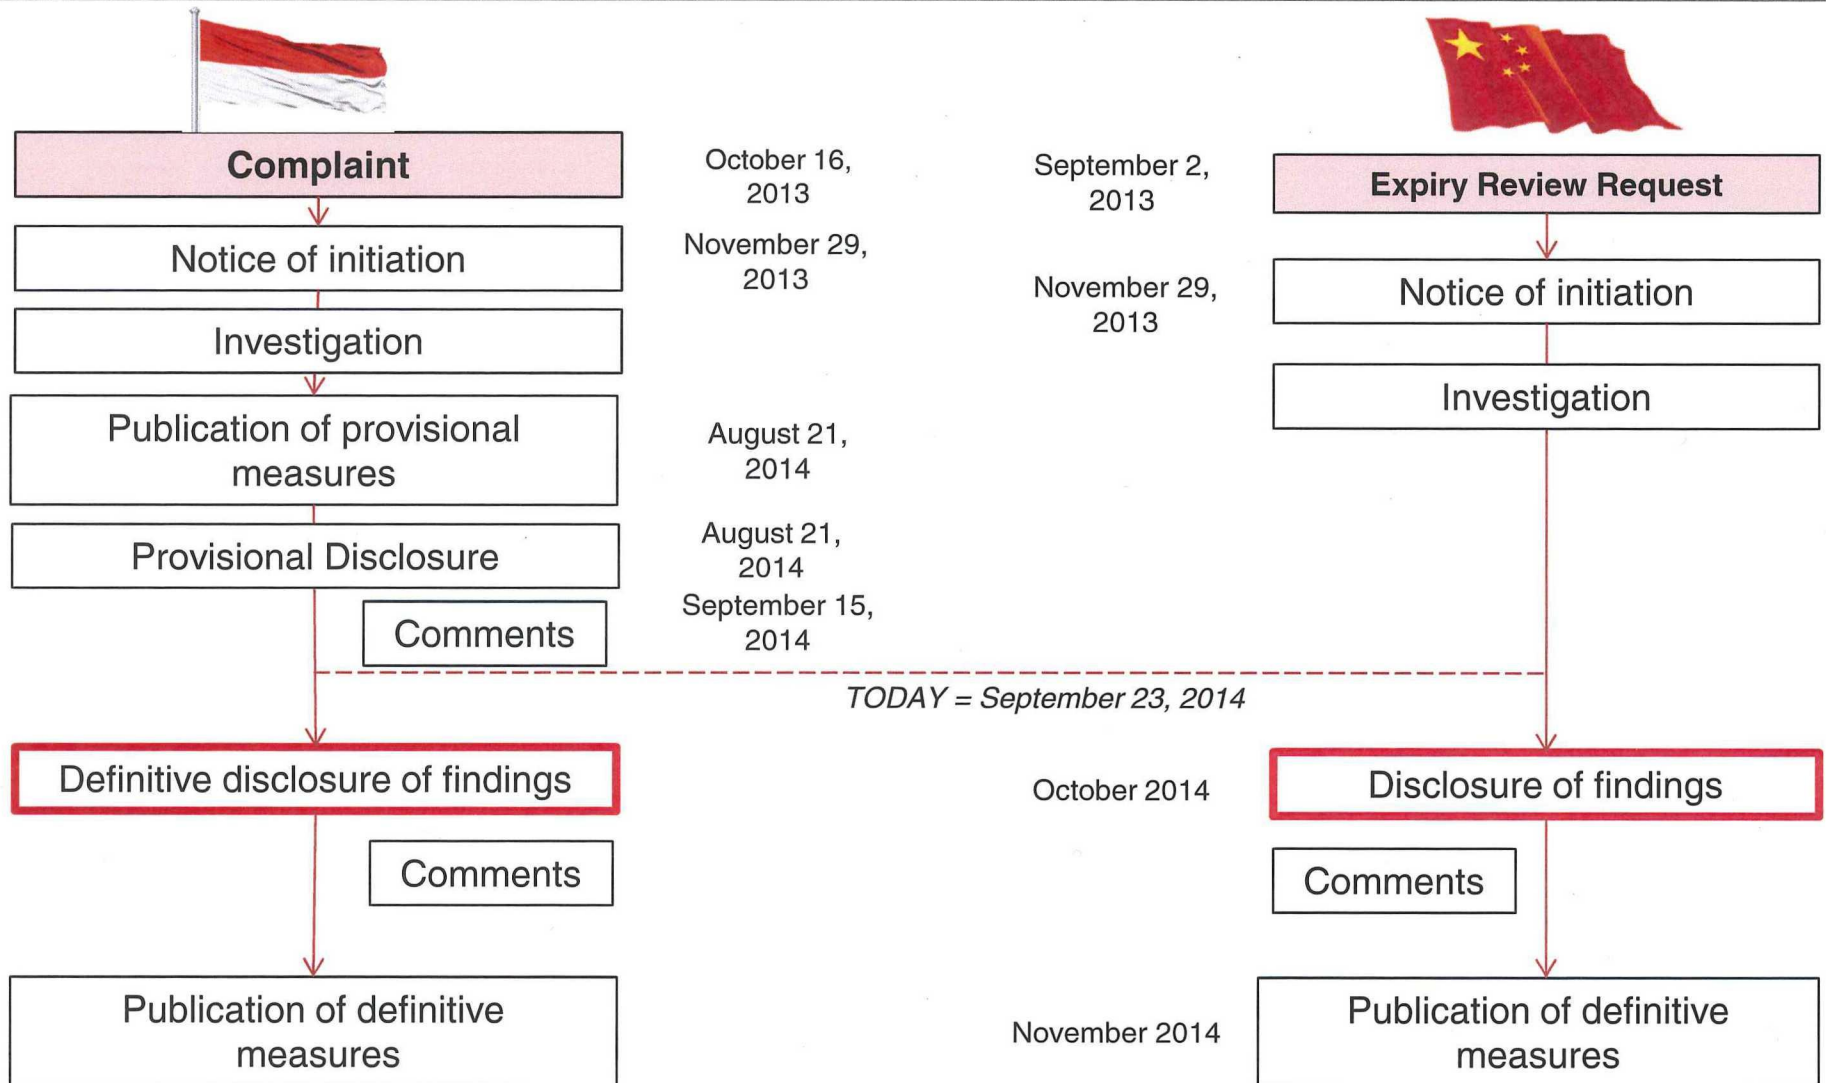 Complaint
October 16,
2013
Notice of initiation
November 29,
2013
Investigation
Publication of provisional
measures
August 21,
2014
Provisional Disclosure
August 21,
2014
Comments
September 15,
2014
September 2,
2013
Expiry Review Request
November 29,
2013
Notice of initiation
Investigation
TODAY = September 23, 2014
Definitive disclosure of findings
October 2014
Disclosure of findings
Comments
Comments
Publication of definitive
measures
November 2014
Publication of definitive
measures